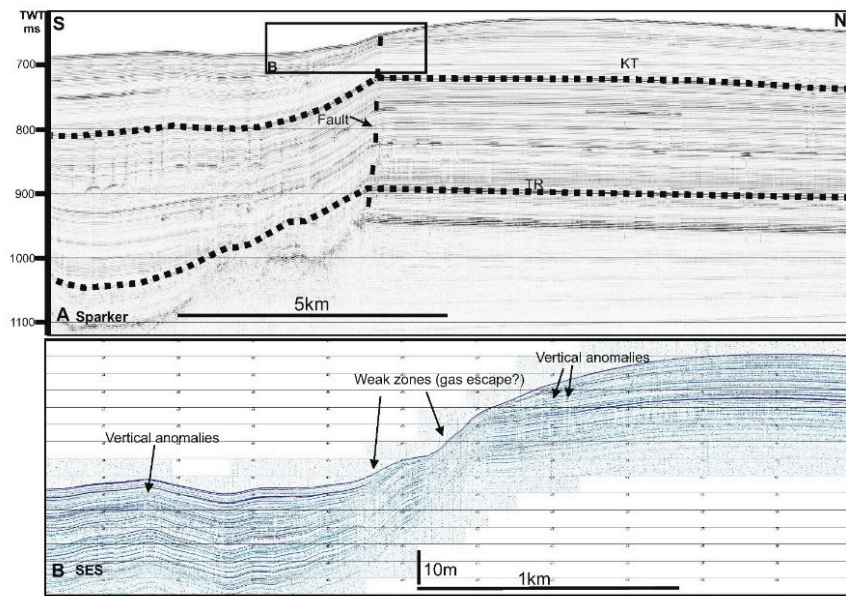 TWT
ms
S
N
700
800
900
1000
1100
B
KT
Fault
TR
5km
A Sparker
Vertical anomalies
Weak zones (gas escape?)
Vertical anomalies
10m
1km
B SES